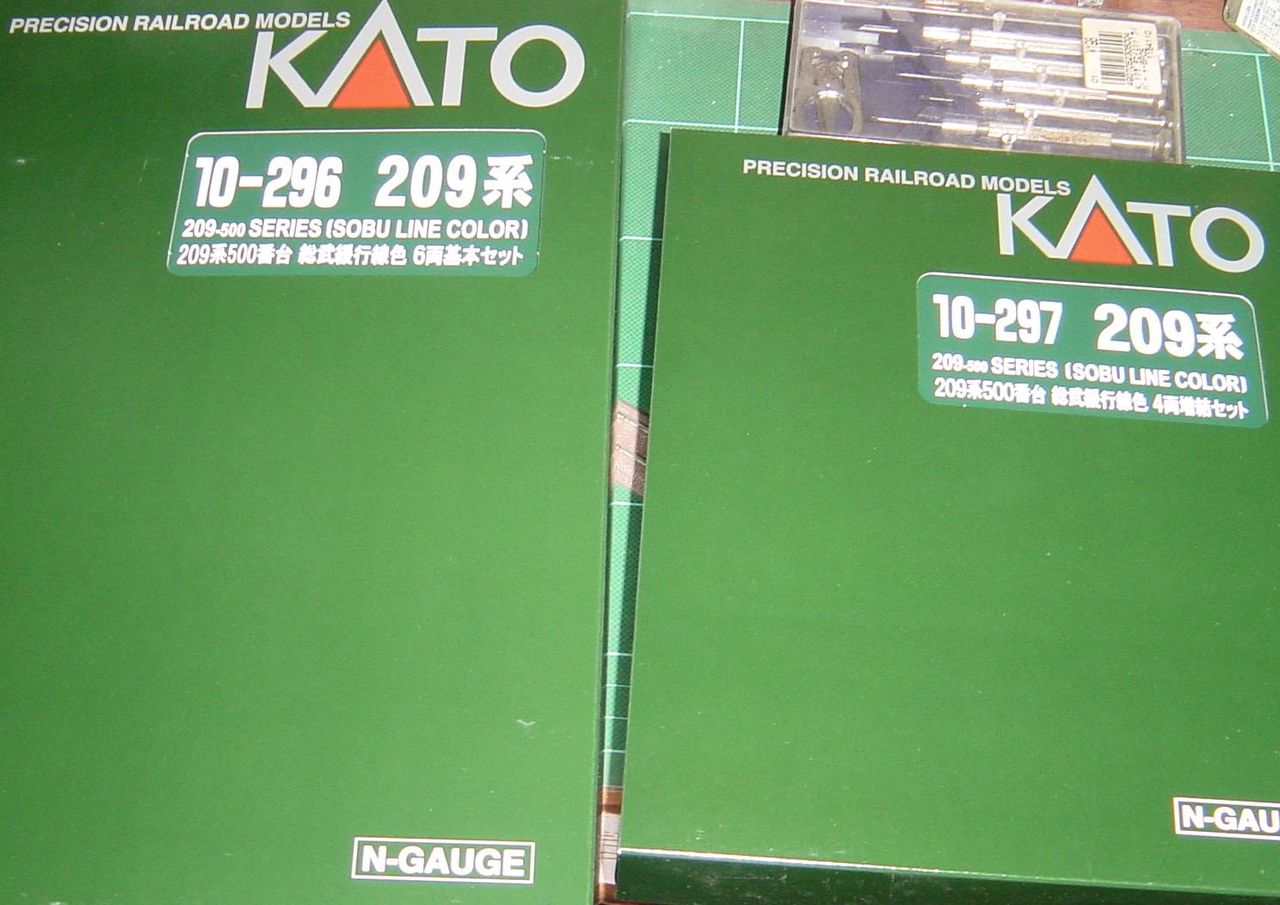 PRECISION RAILROAD MODELS
KATO
10-296 209系
209-500 SERIES (SOBU LINE COLOR)
209系500番台 総武緩行線色 6両基本セット
N-GAUGE
PRECISION RAILROAD MODELS
KATO
10-297 209系
209-500 SERIES (SOBU LINE COLOR)
209系500番台 総武緩行線色 4両増結セット
N-GAU